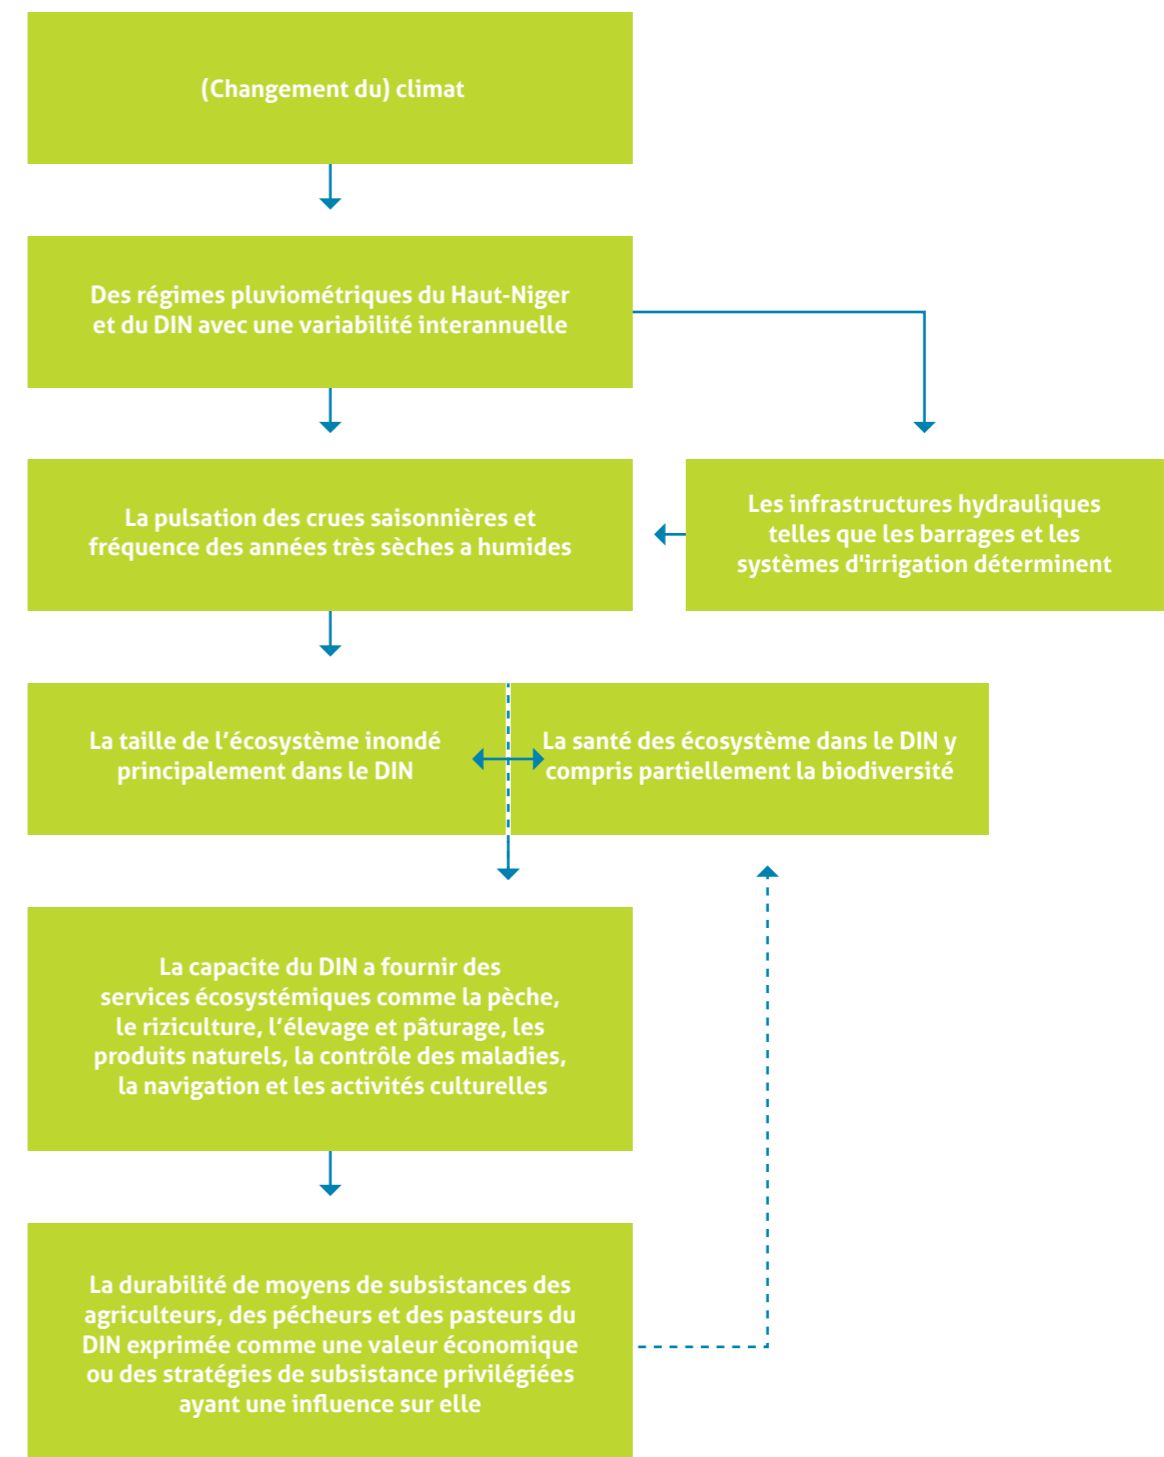 (Changement du) climat
Des régimes pluviométriques du Haut-Niger
et du DIN avec une variabilité interannuelle
La pulsation des crues saisonnières et
fréquence des années très sèches a humides
Les infrastructures hydrauliques
telles que les barrages et les
systèmes d'irrigation déterminent
La taille de l’écosystème inondé
principalement dans le DIN
La santé des écosystème dans le DIN y
compris partiellement la biodiversité
La capacite du DIN a fournir des
services écosystémiques comme la pèche,
le riziculture, l’élevage et pâturage, les
produits naturels, la contrôle des maladies,
la navigation et les activités culturelles
La durabilité de moyens de subsistances des
agriculteurs, des pécheurs et des pasteurs du
DIN exprimée comme une valeur économique
ou des stratégies de subsistance privilégiées
ayant une influence sur elle